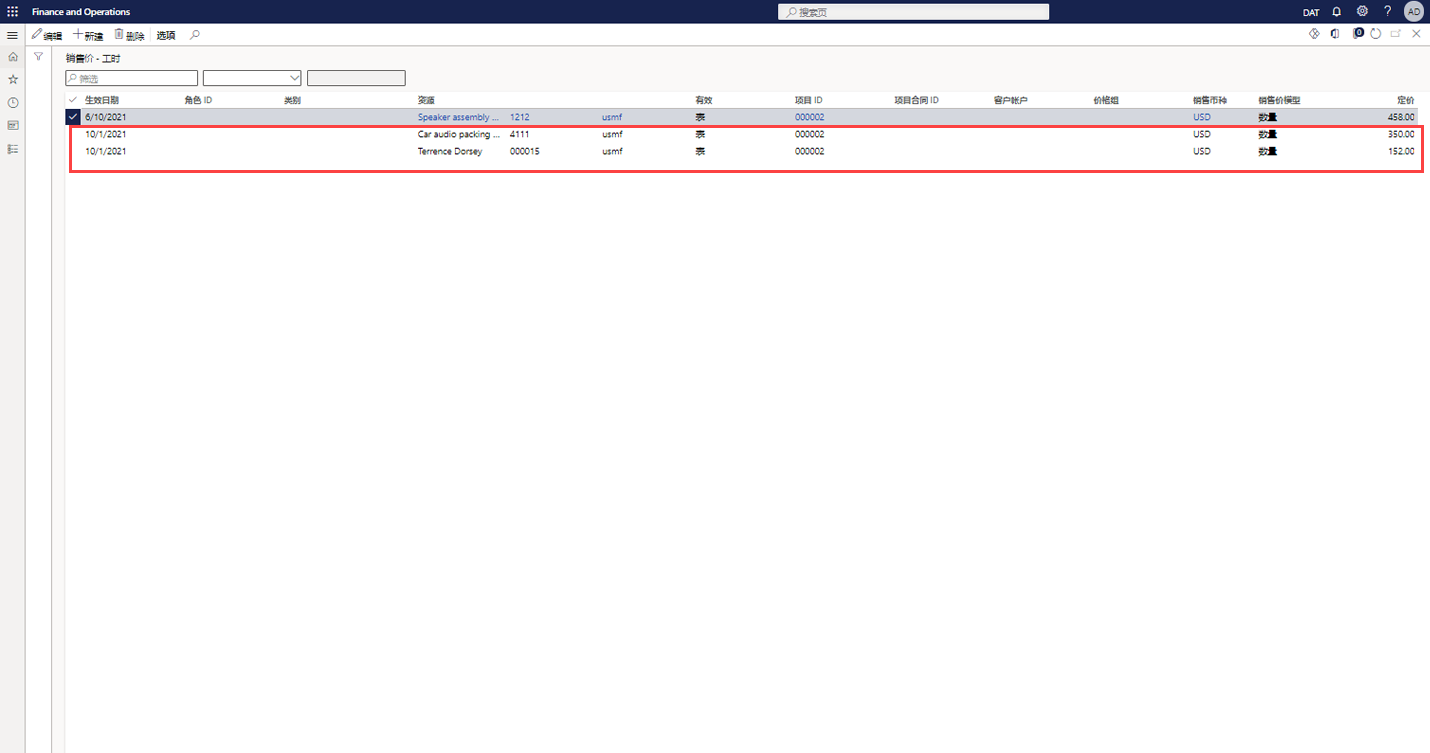 Finance and Operations 搜索页 DAT ? AD
编辑 新建 删除 选项 0
销售价 - 工时
筛选
生效日期 角色 ID 类别 资源 有效 项目 ID 项目合同 ID 客户帐户 价格组 销售币种 销售价模型 定价
6/10/2021 Speaker assembly ... 1212 usmf 表 000002 USD 数量 458.00
10/1/2021 Car audio packing ... 4111 usmf 表 000002 USD 数量 350.00
10/1/2021 Terrence Dorsey 000015 usmf 表 000002 USD 数量 152.00